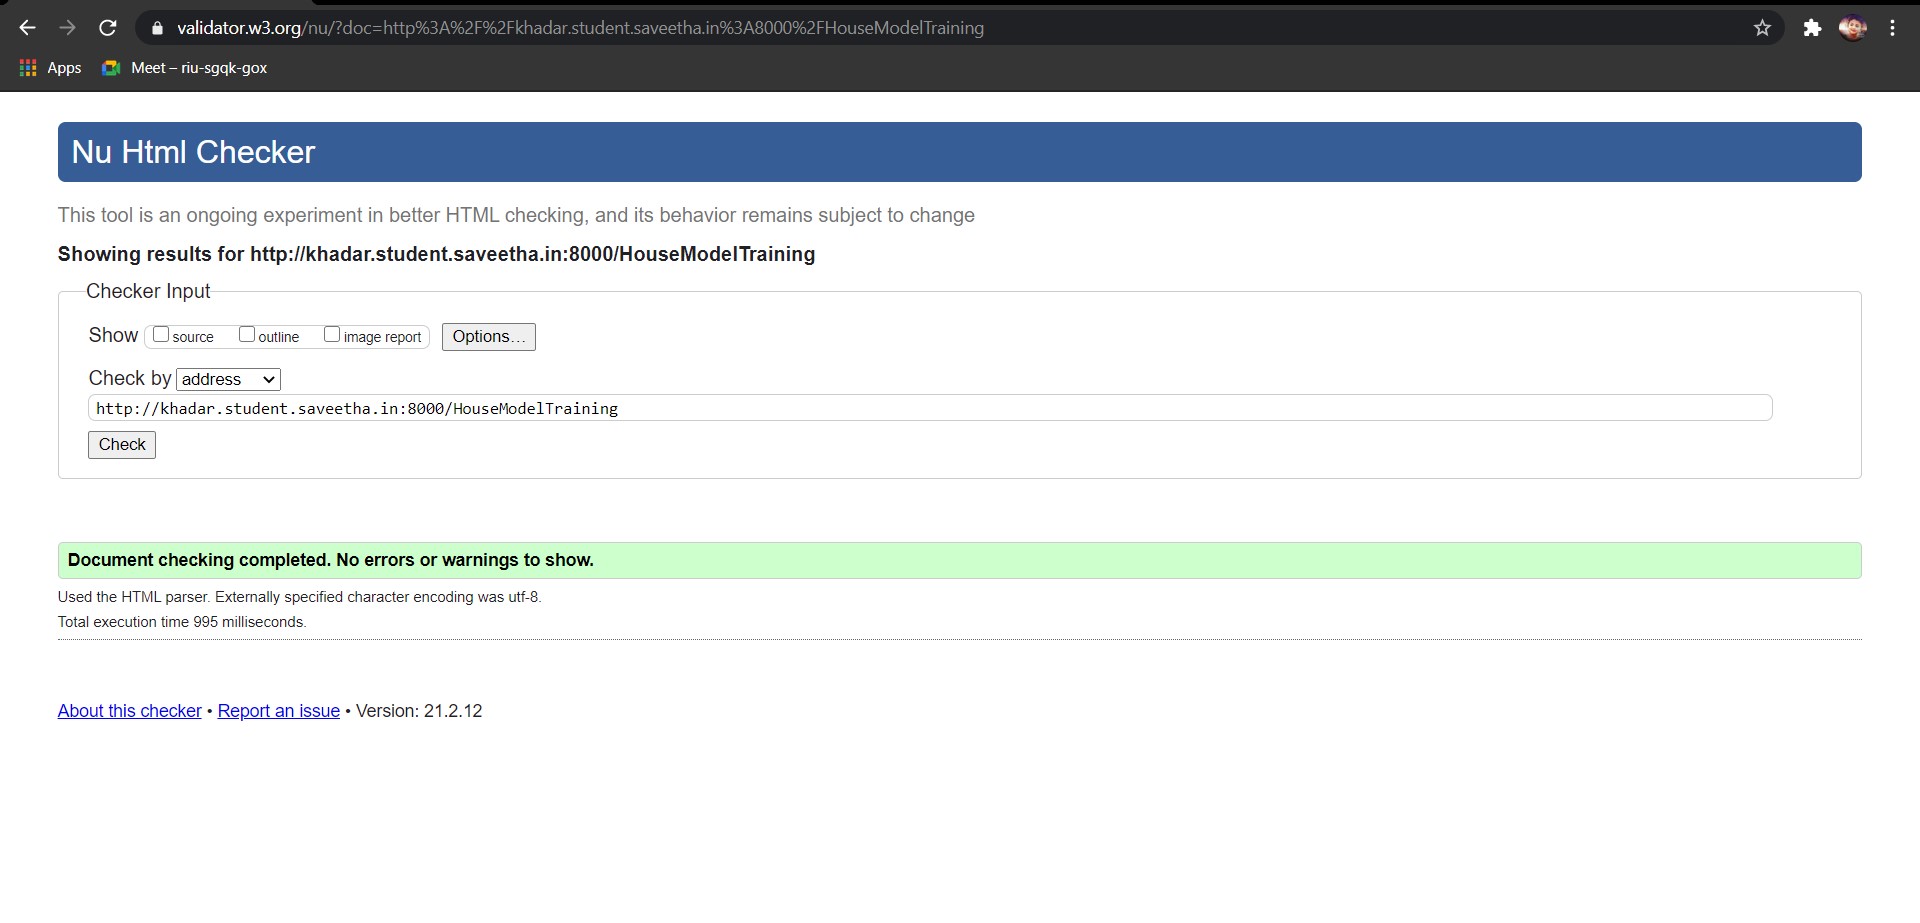 validator.w3.org/nu/?doc=http%3A%2F%2Fkhadar.student.saveetha.in%3A8000%2FHouseModelTraining
Apps Meet – riu-sgqk-gox
Nu Html Checker
This tool is an ongoing experiment in better HTML checking, and its behavior remains subject to change
Showing results for http://khadar.student.saveetha.in:8000/HouseModelTraining
Checker Input
Show source outline image report Options…
Check by address
http://khadar.student.saveetha.in:8000/HouseModelTraining
Check
Document checking completed. No errors or warnings to show.
Used the HTML parser. Externally specified character encoding was utf-8.
Total execution time 995 milliseconds.
About this checker • Report an issue • Version: 21.2.12